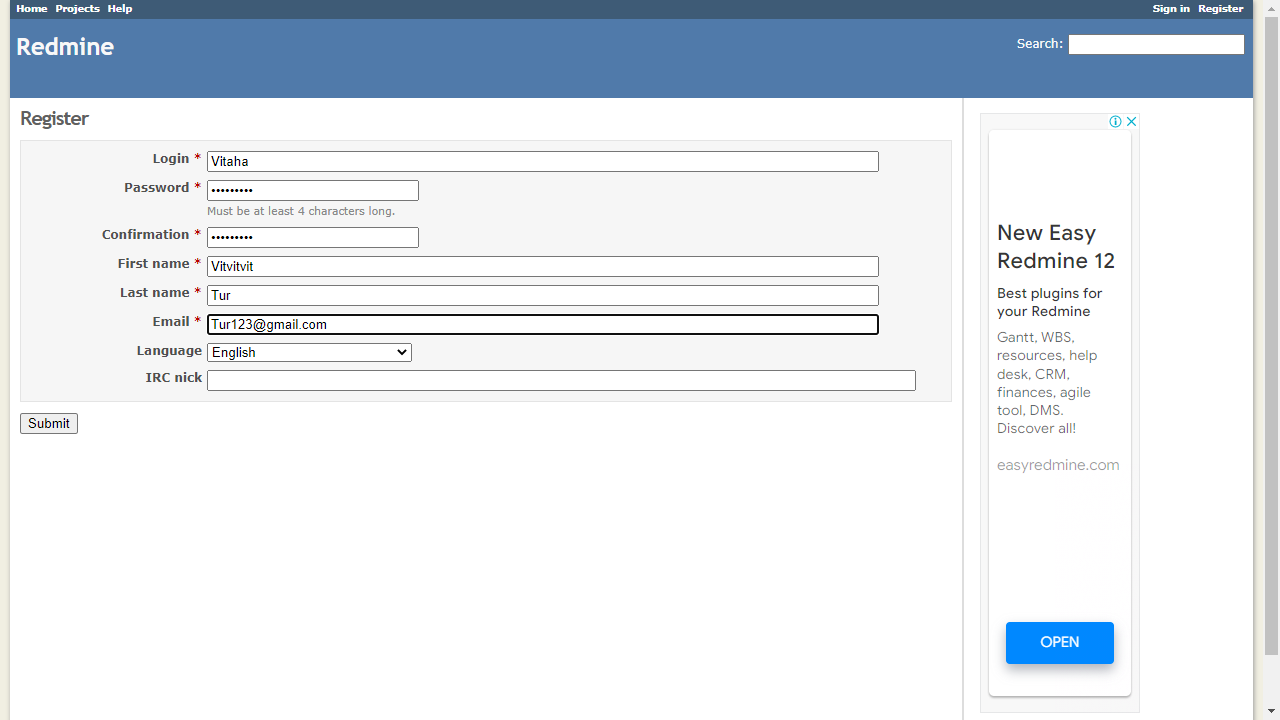 Home Projects Help Sign in Register
Redmine
Search:
Register
Login *
Vitaha
Password *
•••••••••
Must be at least 4 characters long.
Confirmation *
•••••••••
First name *
Vitvitvit
Last name *
Tur
Email *
Tur123@gmail.com
Language
English
IRC nick
Submit
New Easy
Redmine 12
Best plugins for
your Redmine
Gantt, WBS,
resources, help
desk, CRM,
finances, agile
tool, DMS.
Discover all!
easyredmine.com
OPEN